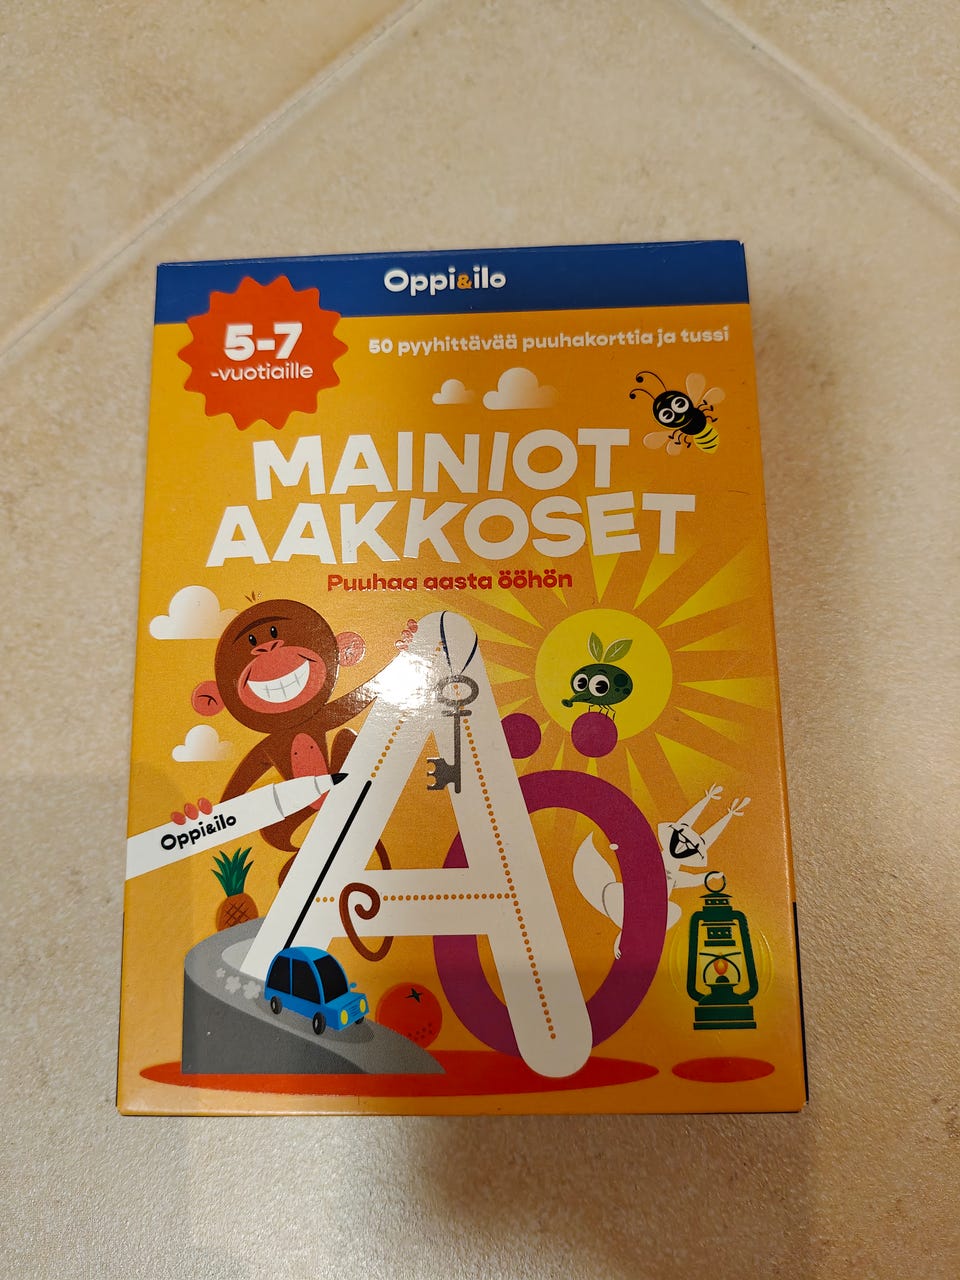 Oppi&ilo
5-7
-vuotiaille
50 pyyhittävää puuhakorttia ja tussi
MAINIOT
AAKKOSET
Puuhaa aasta ööhön
A
Ö
Oppi&ilo